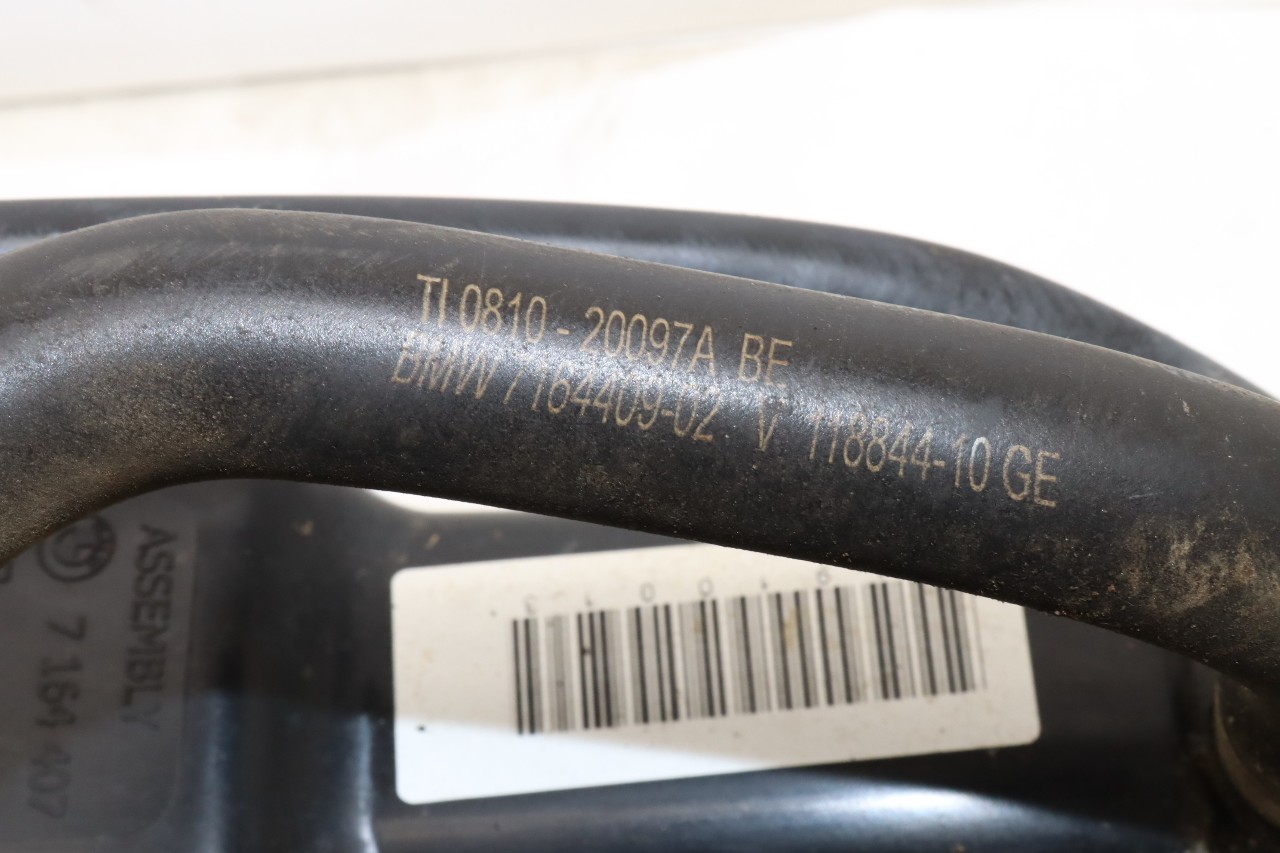 TI 0810 - 20097A BE
BMW 7164409-02 V 118844-10 GE
ASSEMBLY
7 164 407